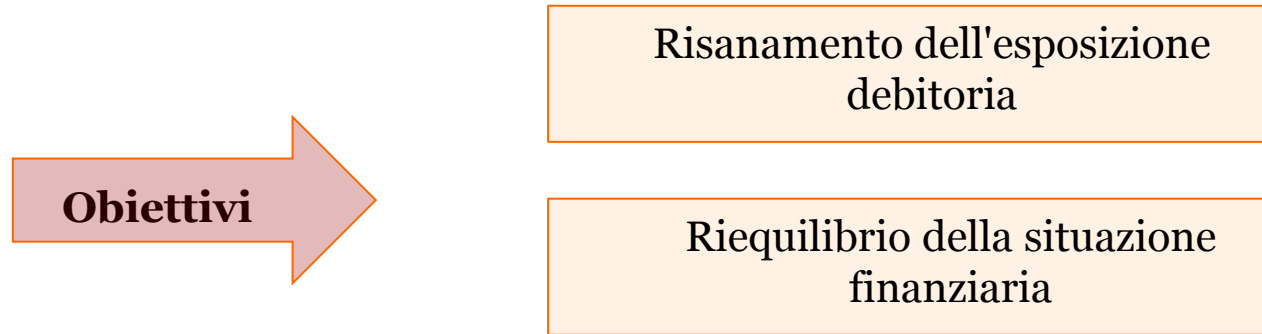 Obiettivi
Risanamento dell'esposizione
debitoria
Riequilibrio della situazione
finanziaria